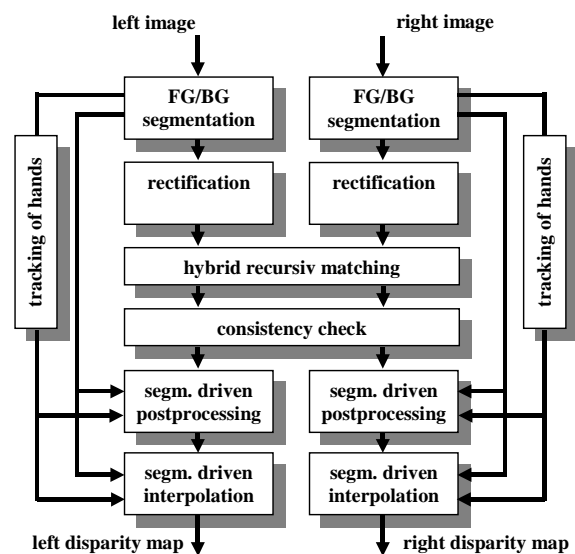 left image
right image
FG/BG
segmentation
FG/BG
segmentation
tracking of hands
rectification
rectification
tracking of hands
hybrid recursiv matching
consistency check
segm. driven
postprocessing
segm. driven
postprocessing
segm. driven
interpolation
segm. driven
interpolation
left disparity map
right disparity map